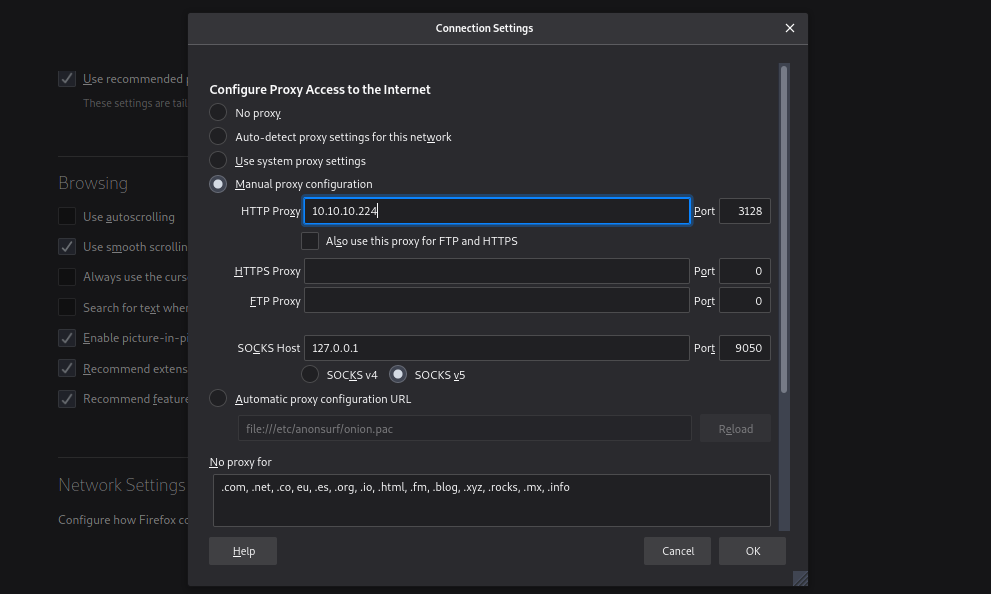 Connection Settings
Use recommended p
These settings are tail
Browsing
Use autoscrolling
Use smooth scrollin
Always use the curs
Search for text wher
Enable picture-in-pi
Recommend extens
Recommend feature
Network Settings
Configure how Firefox co
Configure Proxy Access to the Internet
No proxy
Auto-detect proxy settings for this network
Use system proxy settings
Manual proxy configuration
HTTP Proxy 10.10.10.224 Port 3128
Also use this proxy for FTP and HTTPS
HTTPS Proxy Port 0
FTP Proxy Port 0
SOCKS Host 127.0.0.1 Port 9050
SOCKS v4 SOCKS v5
Automatic proxy configuration URL
file:///etc/anonsurf/onion.pac Reload
No proxy for
.com, .net, .co, eu, .es, .org, .io, .html, .fm, .blog, .xyz, .rocks, .mx, .info
Help Cancel OK